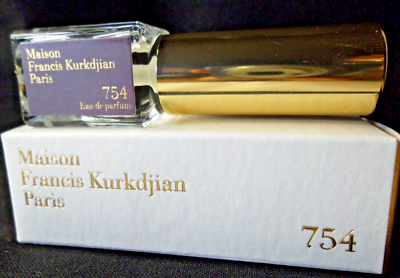 Maison
Francis Kurkdjian
Paris
754
Eau de parfum
Maison
Francis Kurkdjian
Paris
754